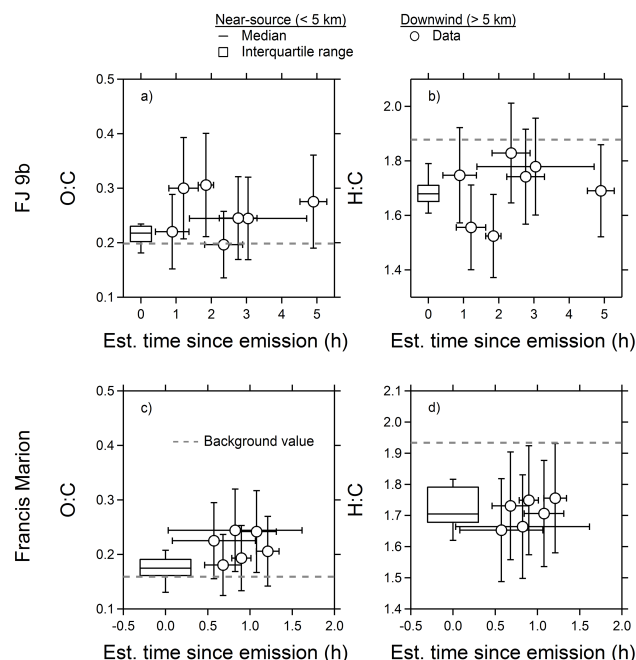 Near-source (< 5 km) Downwind (> 5 km)
Median Data
Interquartile range
FJ 9b
a)
O:C
0.5
0.4
0.3
0.2
0.1
0 1 2 3 4 5
Est. time since emission (h)
b)
H:C
2.0
1.8
1.6
1.4
0 1 2 3 4 5
Est. time since emission (h)
Francis Marion
c)
O:C
0.5
0.4
0.3
0.2
0.1
Background value
-0.5 0.0 0.5 1.0 1.5 2.0
Est. time since emission (h)
d)
H:C
2.1
2.0
1.9
1.8
1.7
1.6
1.5
1.4
-0.5 0.0 0.5 1.0 1.5 2.0
Est. time since emission (h)